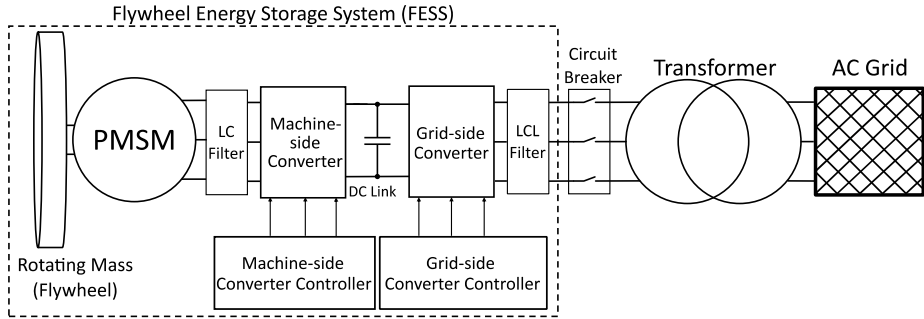 Flywheel Energy Storage System (FESS)
Circuit
Breaker
Transformer
AC Grid
PMSM
LC
Filter
Machine-
side
Converter
DC Link
Grid-side
Converter
LCL
Filter
Rotating Mass
(Flywheel)
Machine-side
Converter Controller
Grid-side
Converter Controller